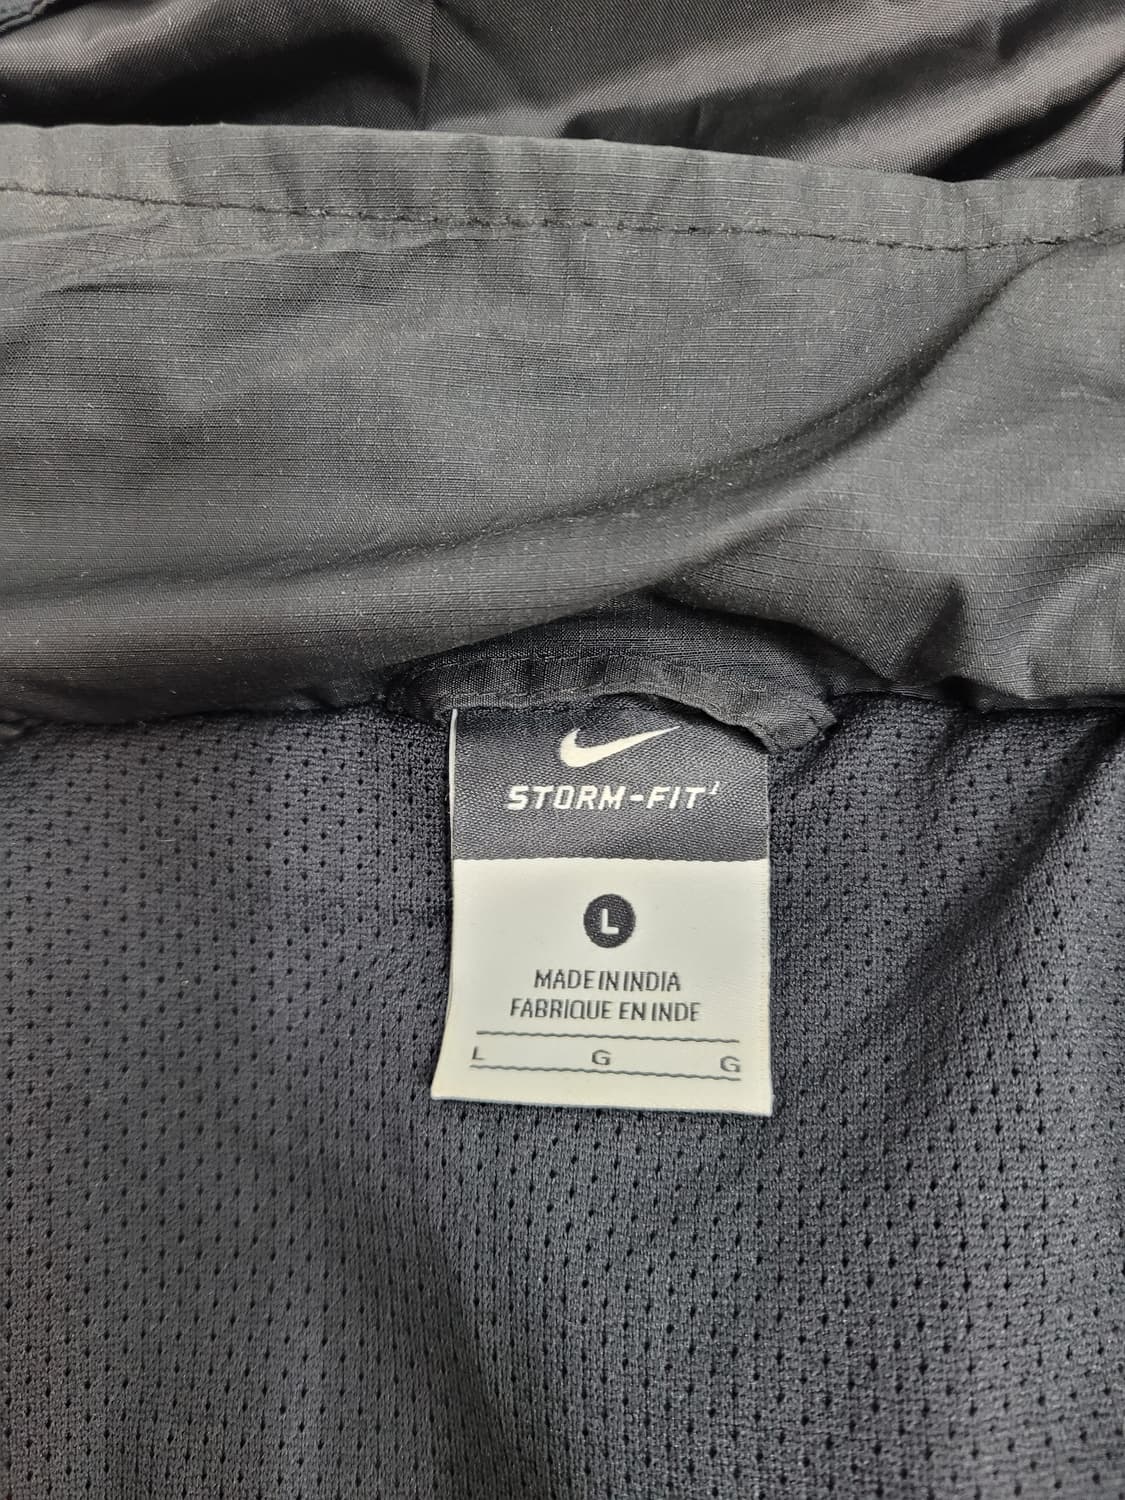 STORM-FIT
L
MADE IN INDIA
FABRIQUE EN INDE
L G G